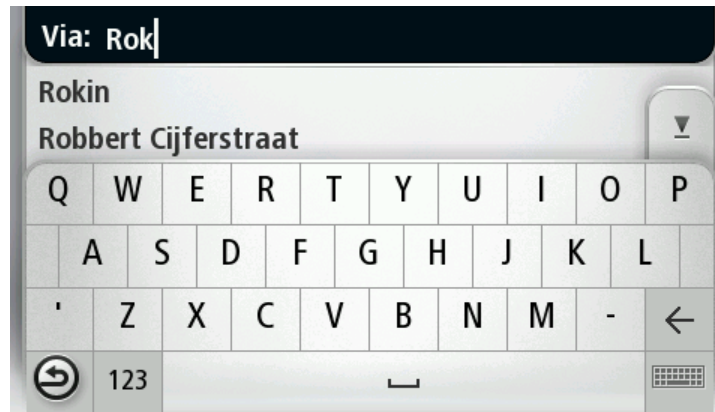 Via: Rok
Rokin
Robbert Cijferstraat
Q W E R T Y U I O P
A S D F G H J K L
' Z X C V B N M -
123